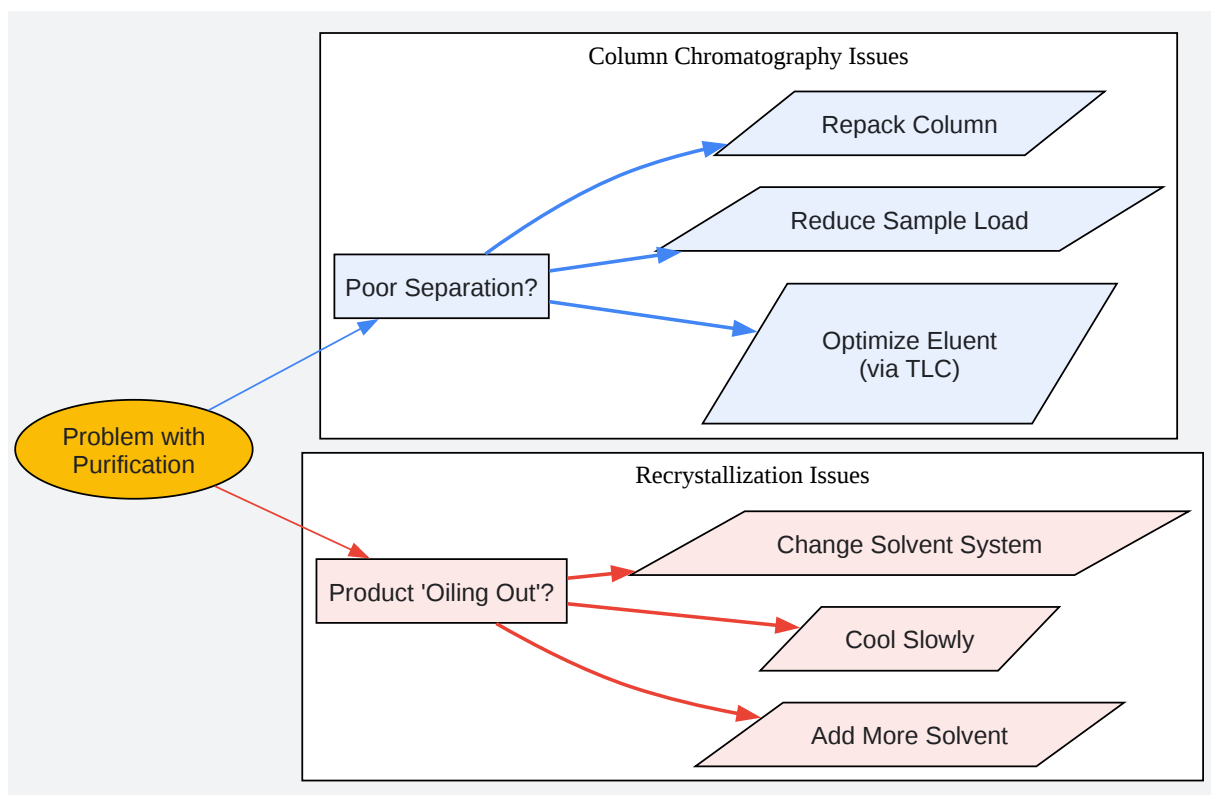 Column Chromatography Issues
Repack Column
Reduce Sample Load
Poor Separation?
Optimize Eluent
(via TLC)
Problem with
Purification
Recrystallization Issues
Change Solvent System
Product 'Oiling Out'?
Cool Slowly
Add More Solvent